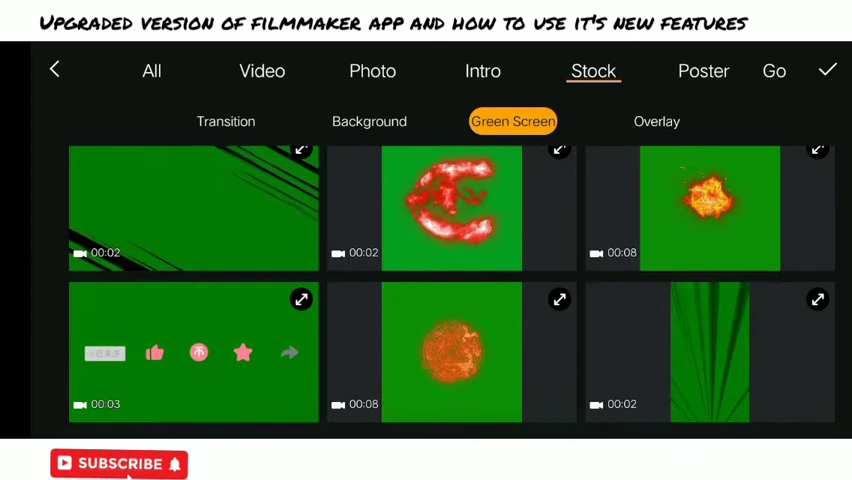 Upgraded version of filmmaker app and how to use it's new features
All Video Photo Intro Stock Poster Go
Transition Background Green Screen Overlay
00:02 00:02 00:08
00:03 00:08 00:02
SUBSCRIBE